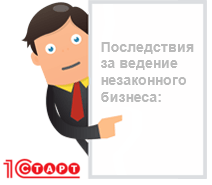 Последствия
за ведение
незаконного
бизнеса:
1С СТАРТ